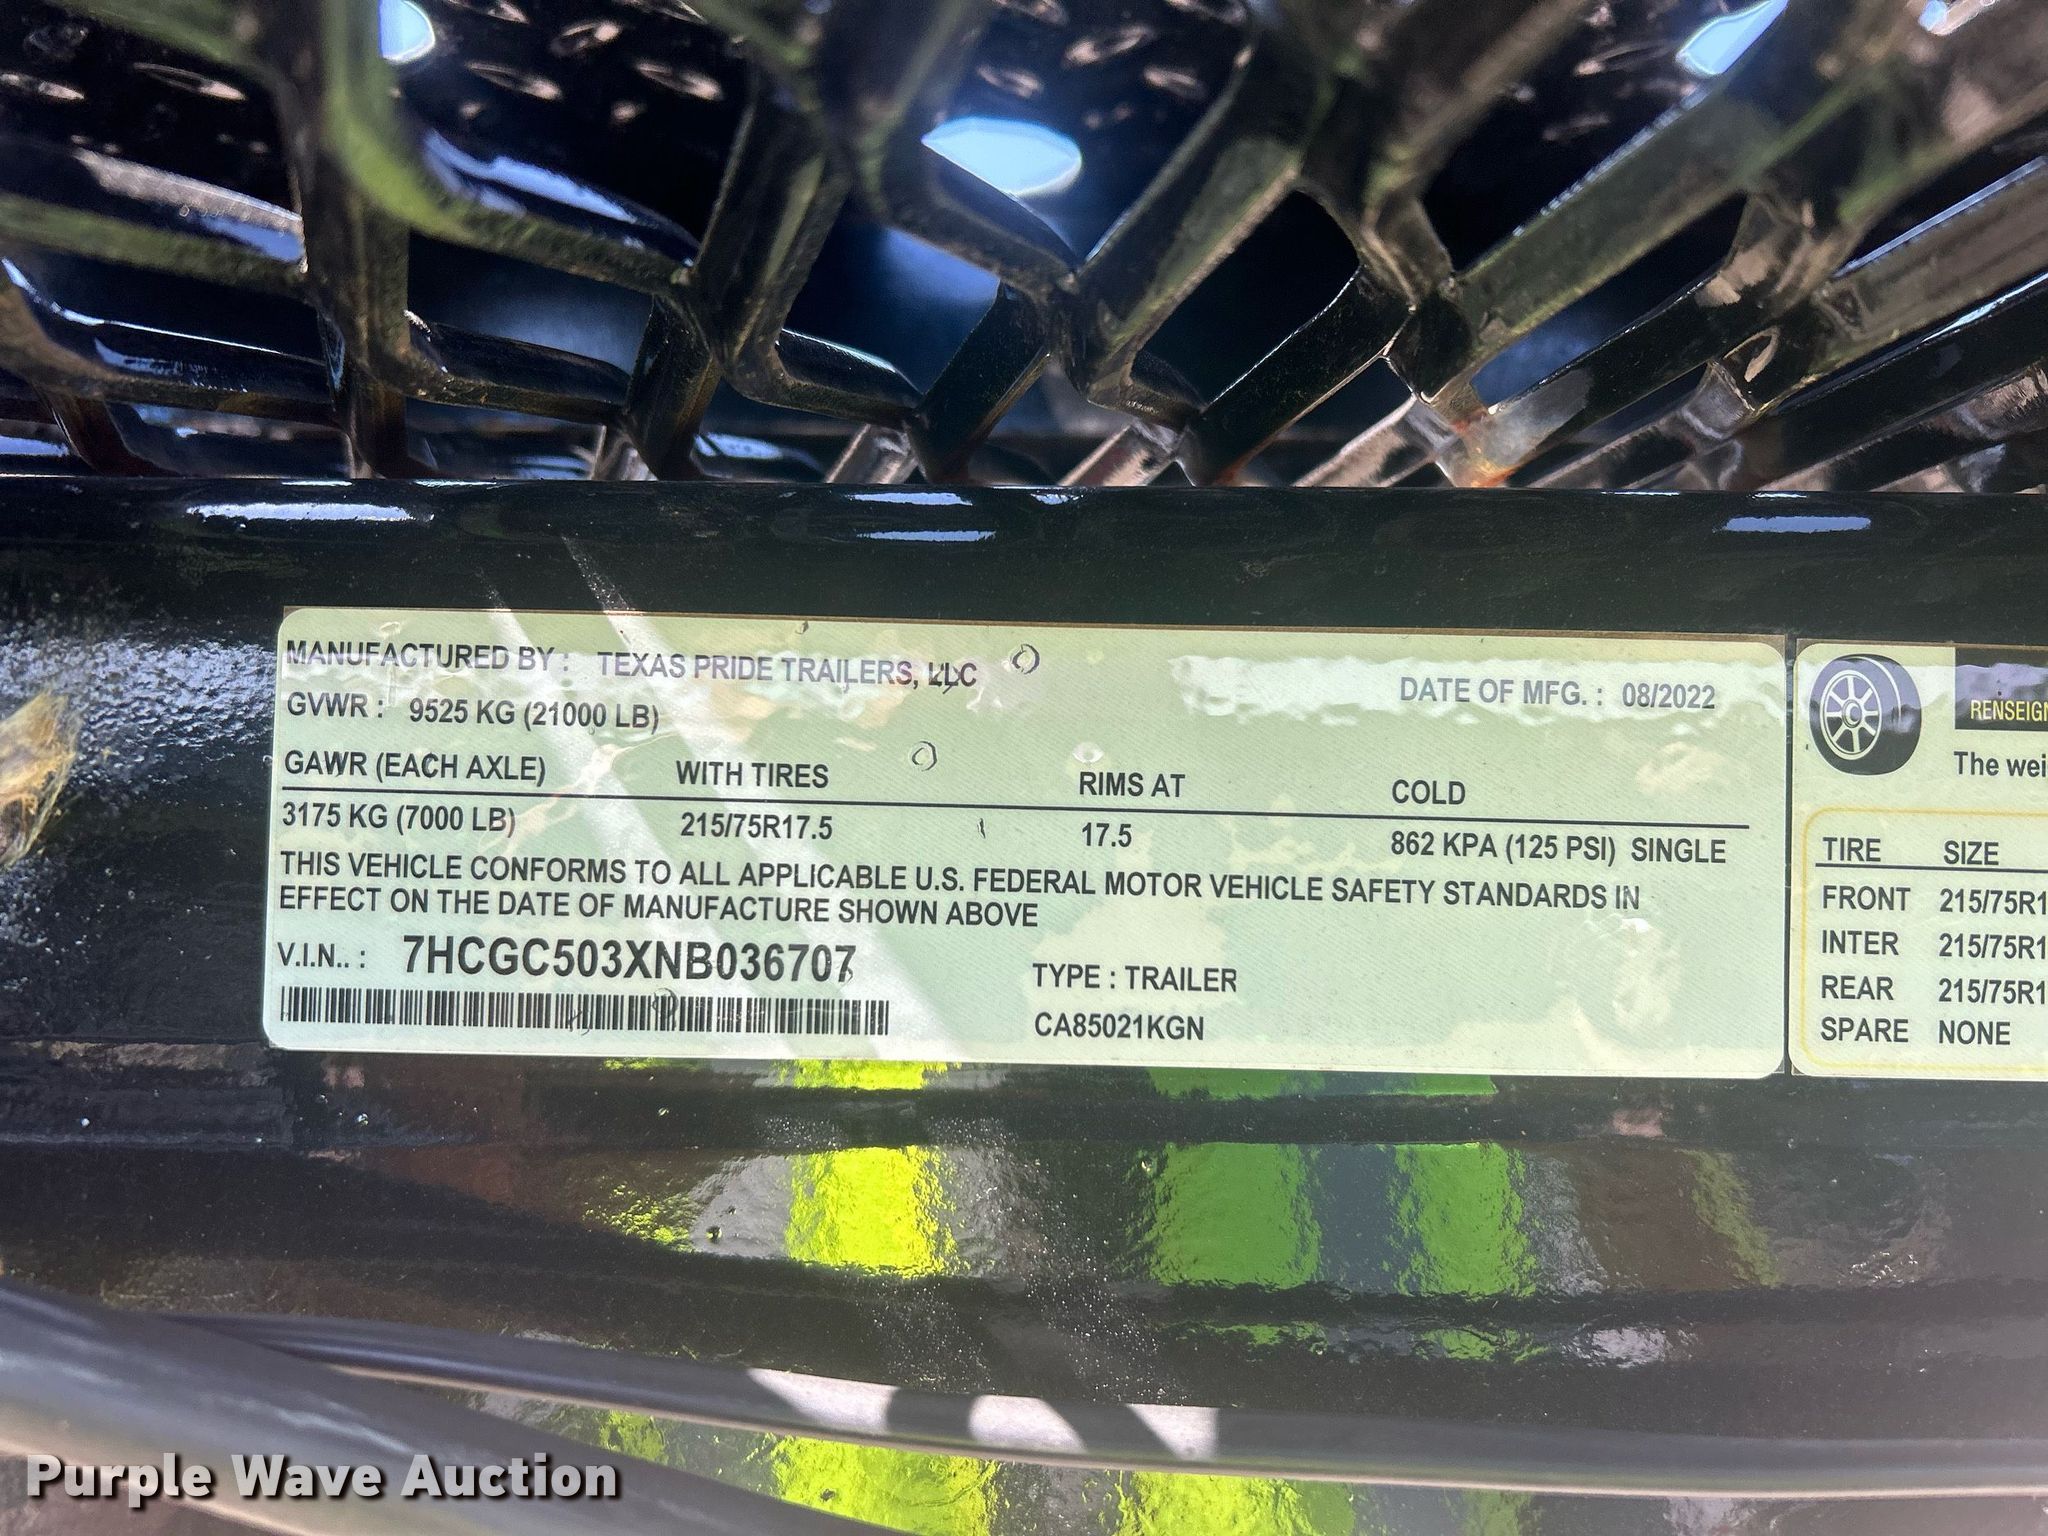 MANUFACTURED BY : TEXAS PRIDE TRAILERS, LLC
DATE OF MFG. : 08/2022
GVWR : 9525 KG (21000 LB)
GAWR (EACH AXLE) WITH TIRES RIMS AT COLD
3175 KG (7000 LB) 215/75R17.5 17.5 862 KPA (125 PSI) SINGLE
THIS VEHICLE CONFORMS TO ALL APPLICABLE U.S. FEDERAL MOTOR VEHICLE SAFETY STANDARDS IN
EFFECT ON THE DATE OF MANUFACTURE SHOWN ABOVE
V.I.N.. : 7HCGC503XNB036707
TYPE : TRAILER
CA85021KGN
RENSEIGN
The wei
TIRE SIZE
FRONT 215/75R1
INTER 215/75R1
REAR 215/75R1
SPARE NONE
Purple Wave Auction